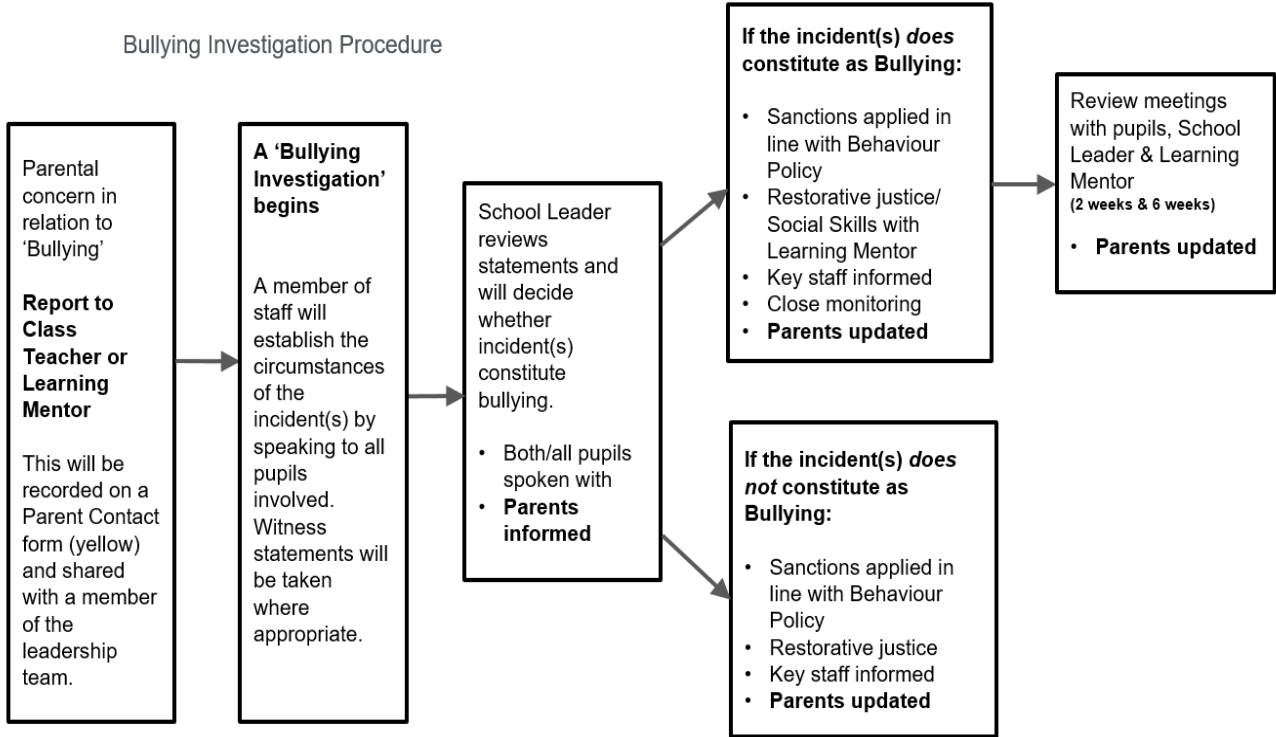 Bullying Investigation Procedure
Parental
concern in
relation to
‘Bullying’
Report to
Class
Teacher or
Learning
Mentor
This will be
recorded on a
Parent Contact
form (yellow)
and shared
with a member
of the
leadership
team.
A ‘Bullying
Investigation’
begins
A member of
staff will
establish the
circumstances
of the
incident(s) by
speaking to all
pupils
involved.
Witness
statements will
be taken
where
appropriate.
School Leader
reviews
statements and
will decide
whether
incident(s)
constitute
bullying.
• Both/all pupils
spoken with
• Parents
informed
If the incident(s) does
constitute as Bullying:
• Sanctions applied in
line with Behaviour
Policy
• Restorative justice/
Social Skills with
Learning Mentor
• Key staff informed
• Close monitoring
• Parents updated
Review meetings
with pupils, School
Leader & Learning
Mentor
(2 weeks & 6 weeks)
• Parents updated
If the incident(s) does
not constitute as
Bullying:
• Sanctions applied in
line with Behaviour
Policy
• Restorative justice
• Key staff informed
• Parents updated